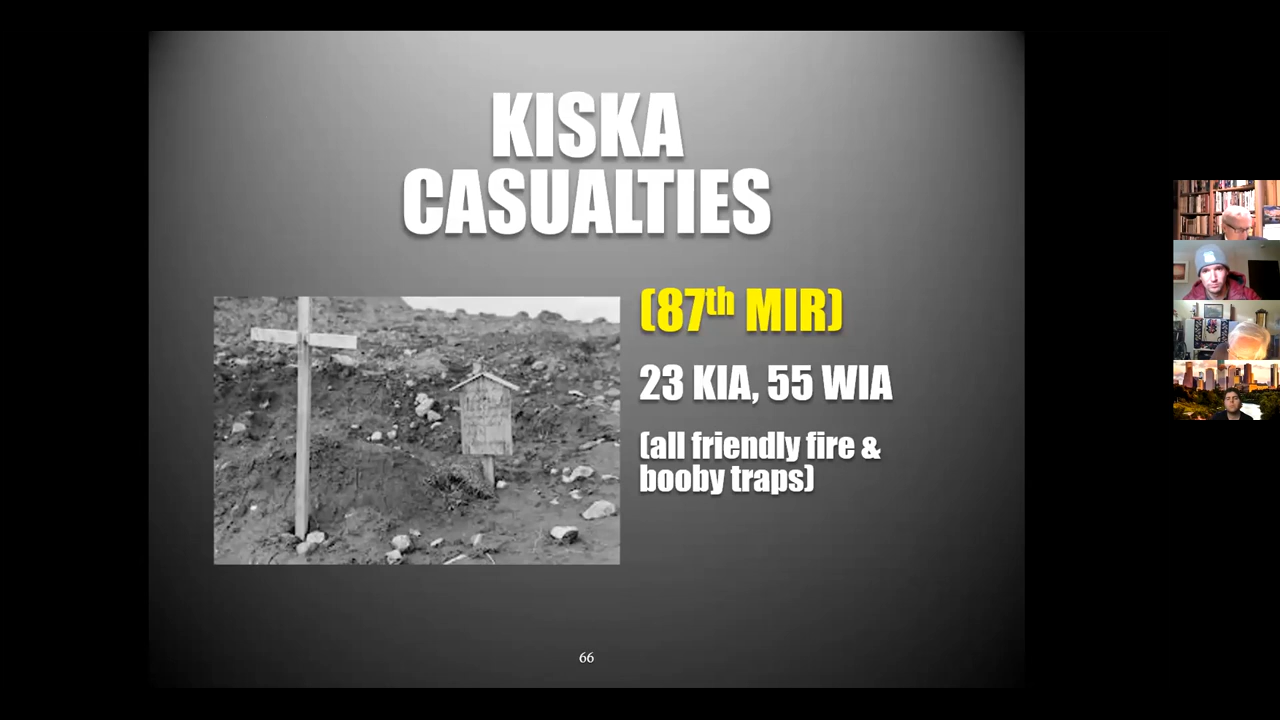 KISKA
CASUALTIES
(87th MIR)
23 KIA, 55 WIA
(all friendly fire &
booby traps)
66